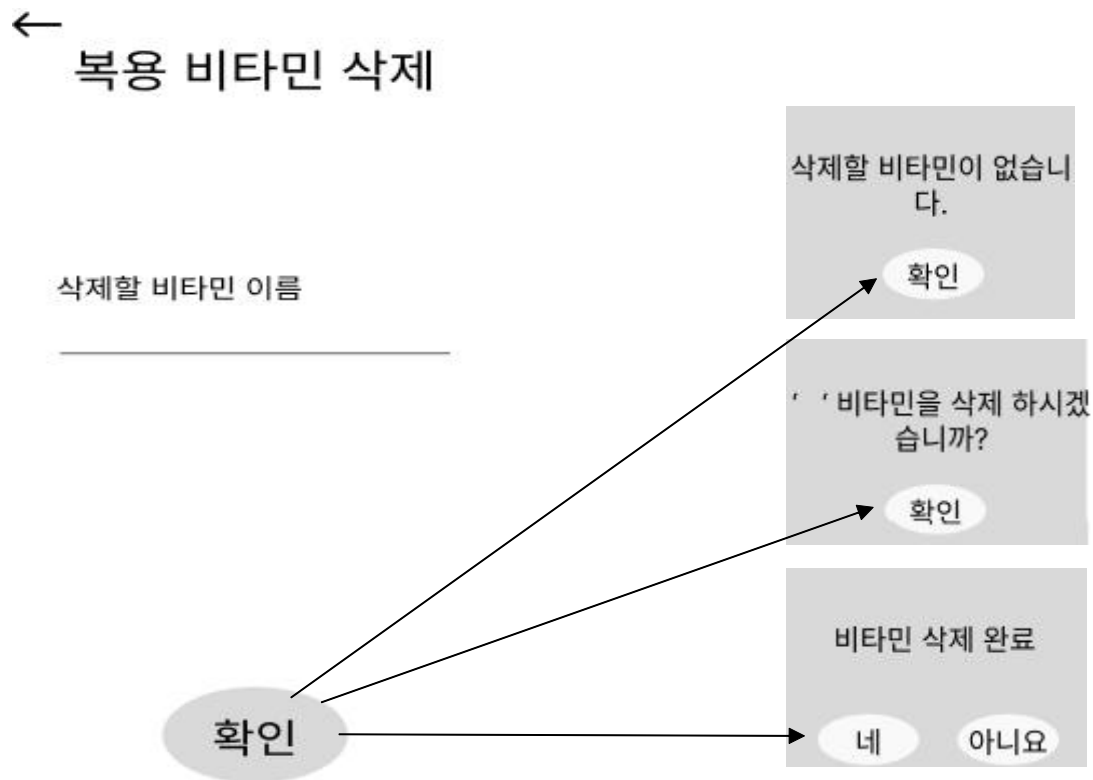 복용 비타민 삭제
삭제할 비타민 이름
확인
삭제할 비타민이 없습니
다.
확인
‘ ‘ 비타민을 삭제 하시겠
습니까?
확인
비타민 삭제 완료
네 아니요